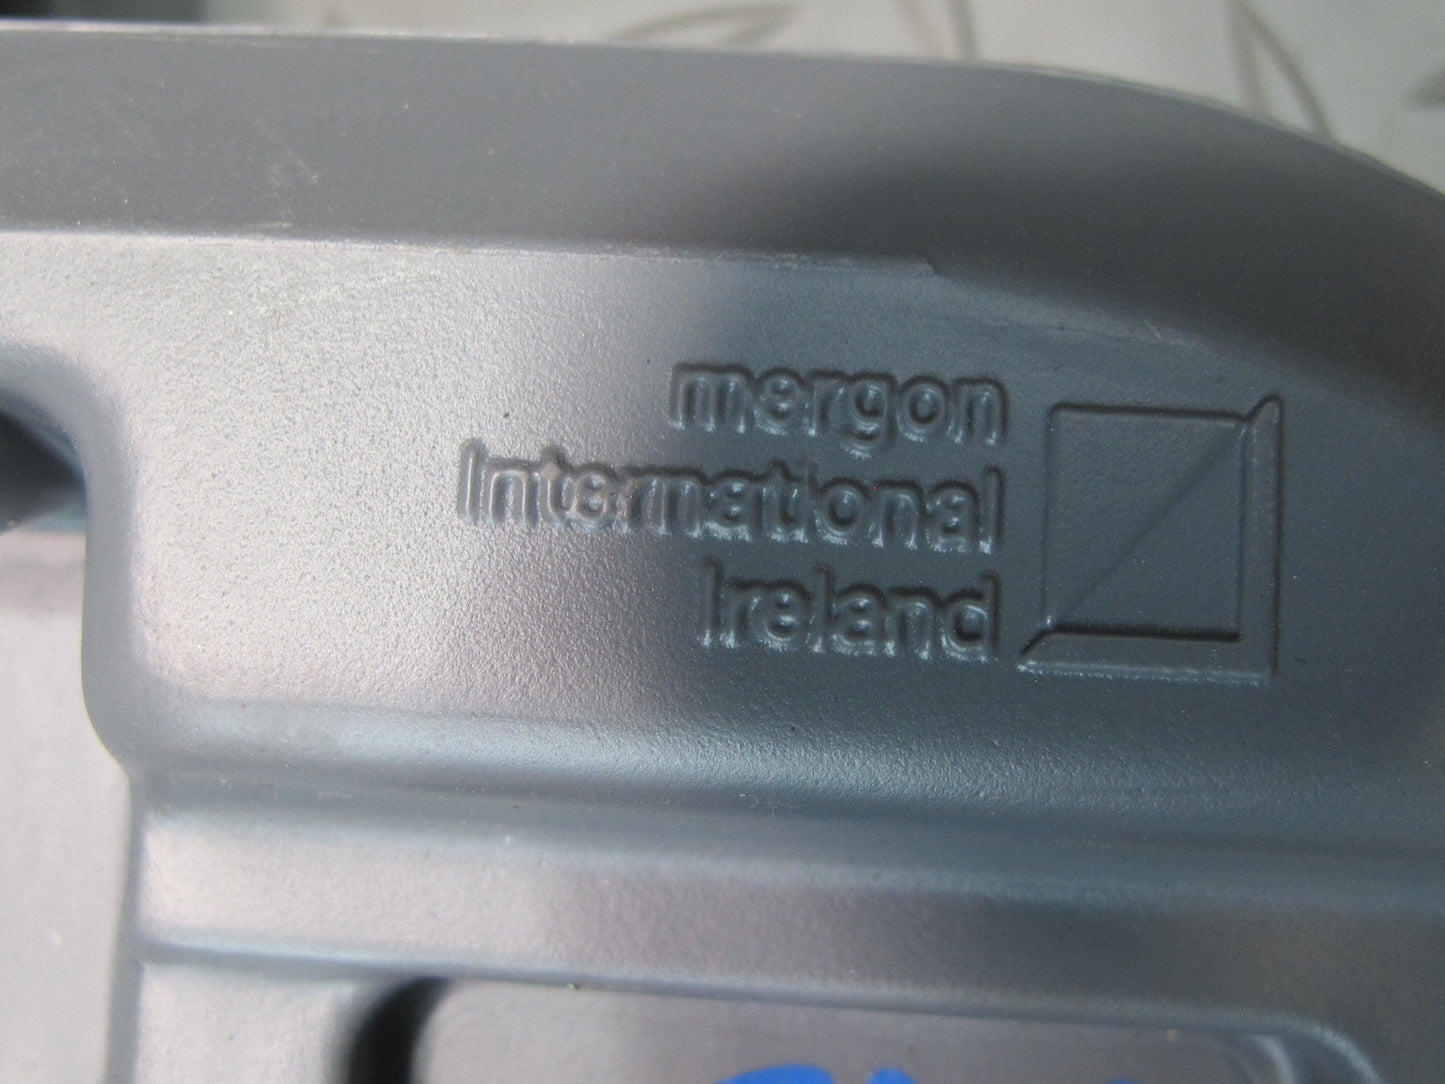 mergon
International
Ireland